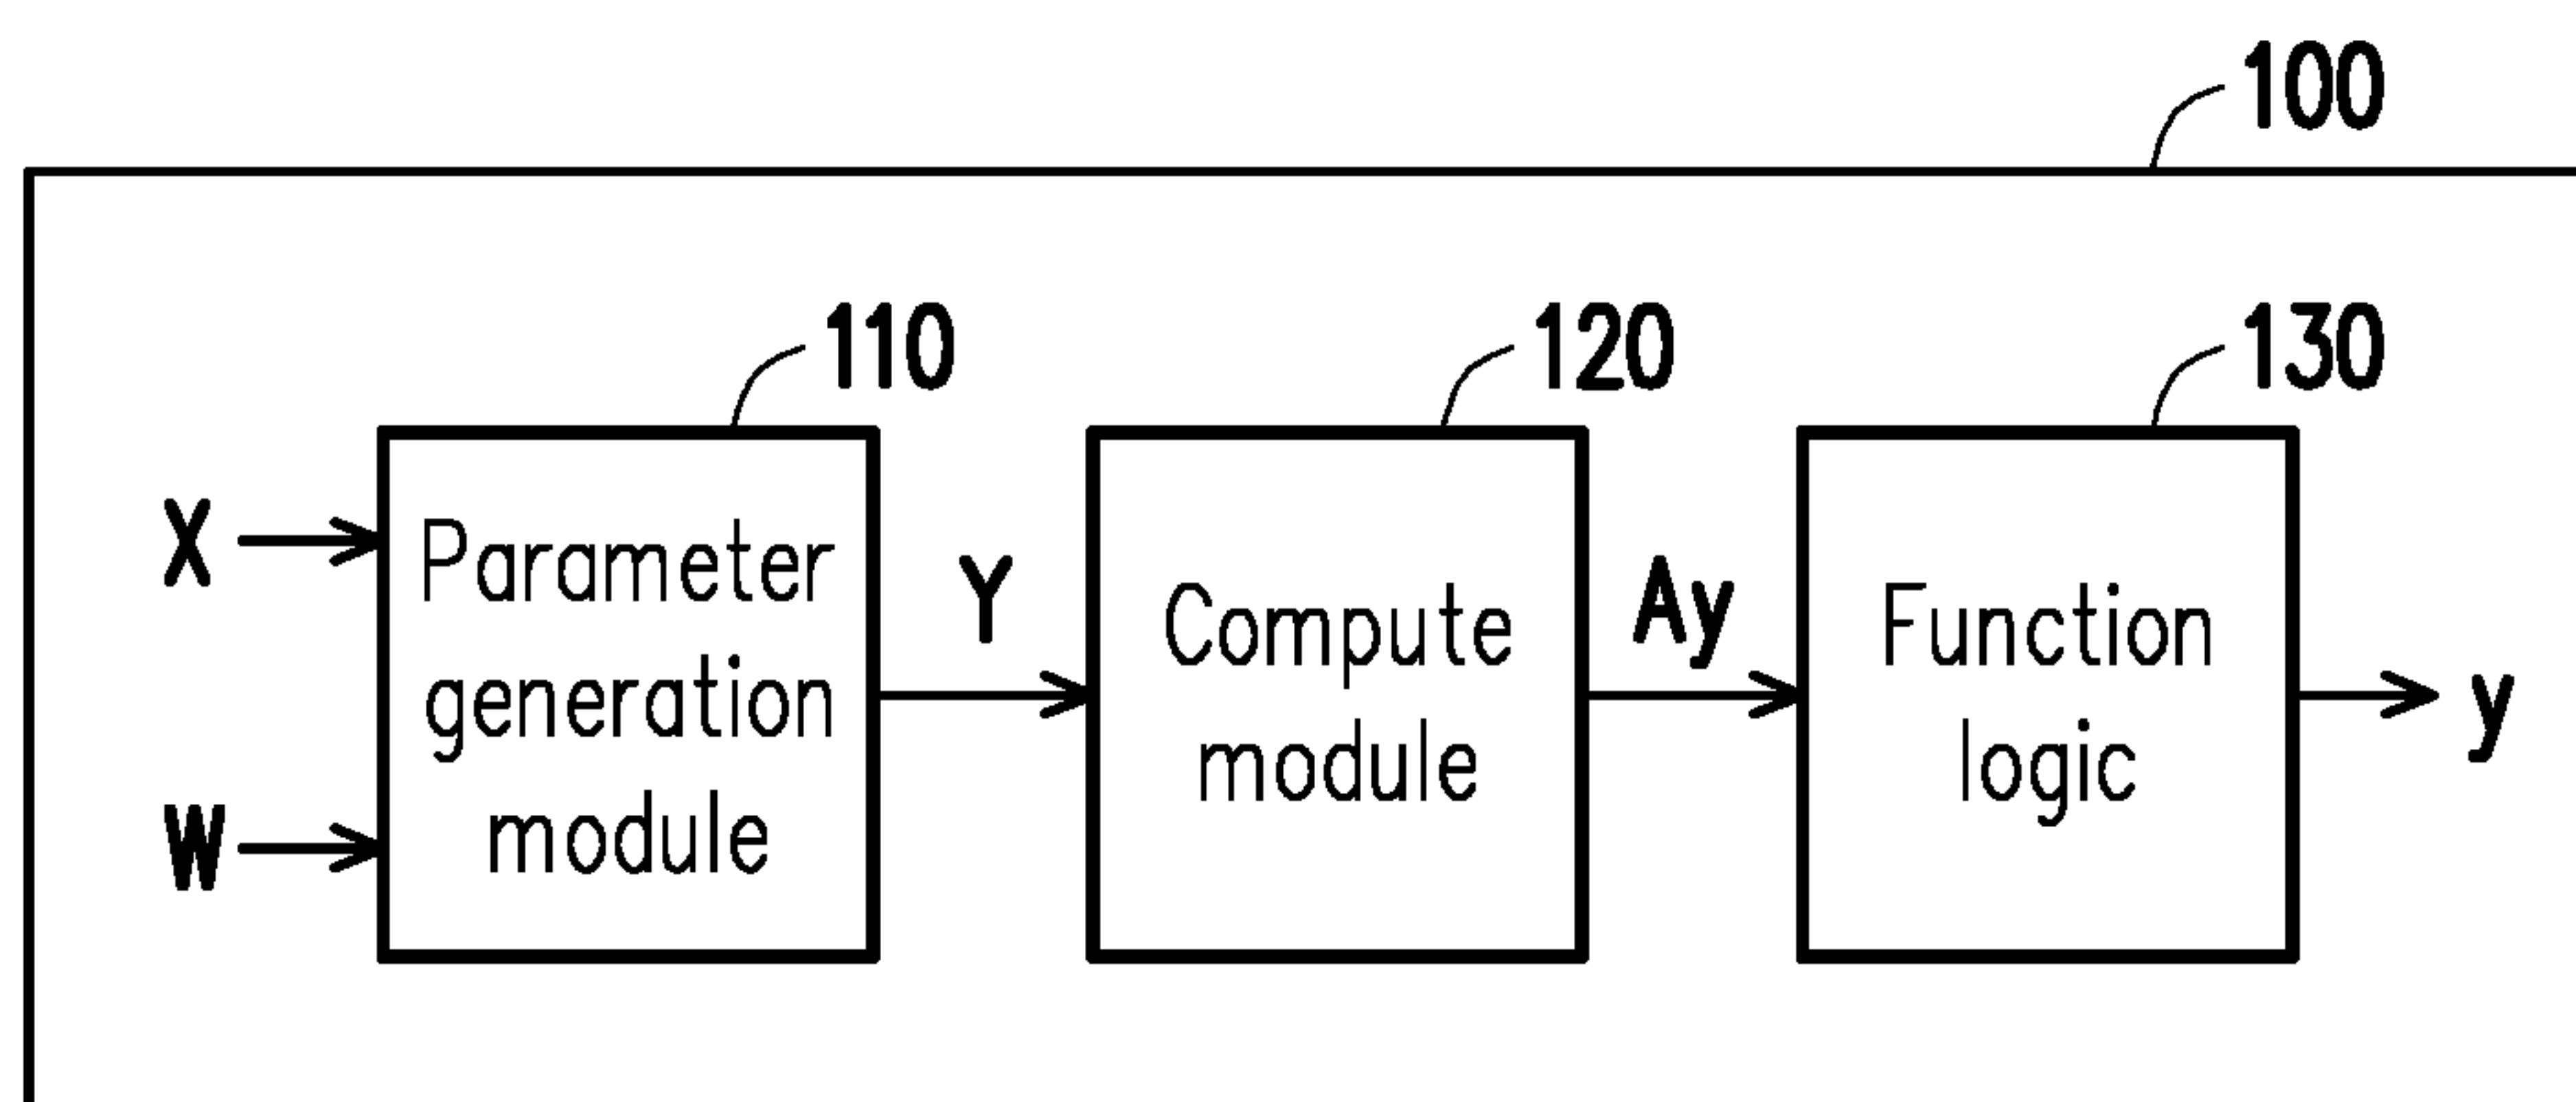 100
110
120
130
X
W
Parameter
generation
module
Y
Compute
module
Ay
Function
logic
y